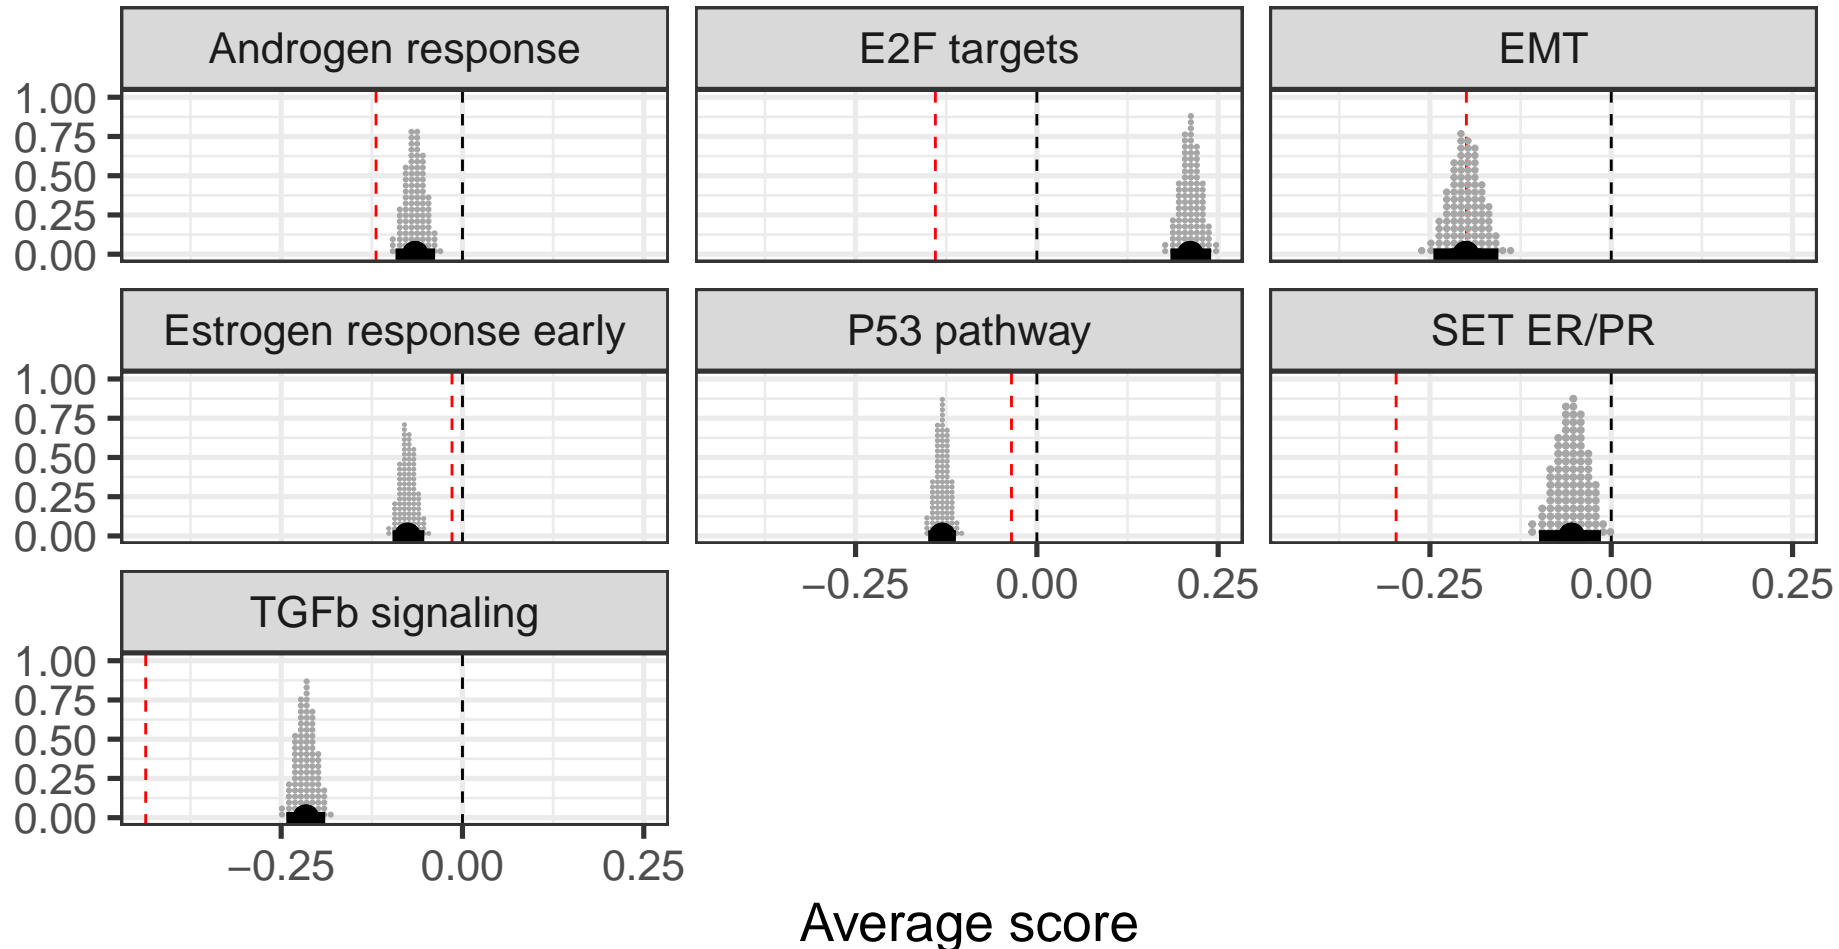 Androgen response
E2F targets
EMT
1.00
0.75
0.50
0.25
0.00
Estrogen response early
P53 pathway
SET ER/PR
1.00
0.75
0.50
0.25
0.00
−0.25 0.00 0.25
−0.25 0.00 0.25
TGFb signaling
1.00
0.75
0.50
0.25
0.00
−0.25 0.00 0.25
Average score